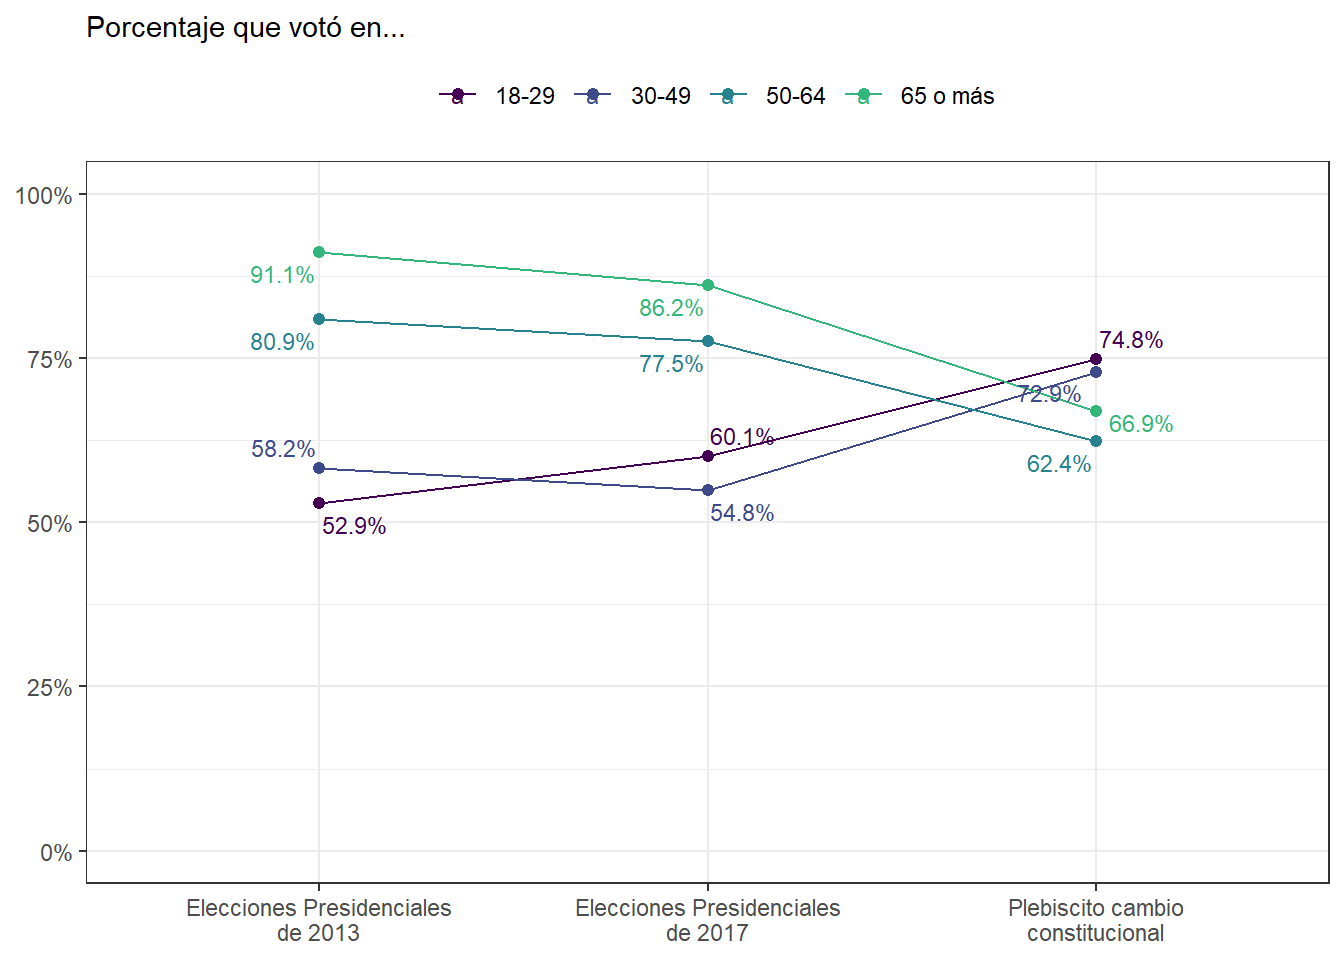 Porcentaje que votó en...
a 18-29 a 30-49 a 50-64 a 65 o más
100%
75%
50%
25%
0%
91.1%
80.9%
58.2%
52.9%
86.2%
77.5%
60.1%
54.8%
74.8%
72.9%
66.9%
62.4%
Elecciones Presidenciales
de 2013
Elecciones Presidenciales
de 2017
Plebiscito cambio
constitucional